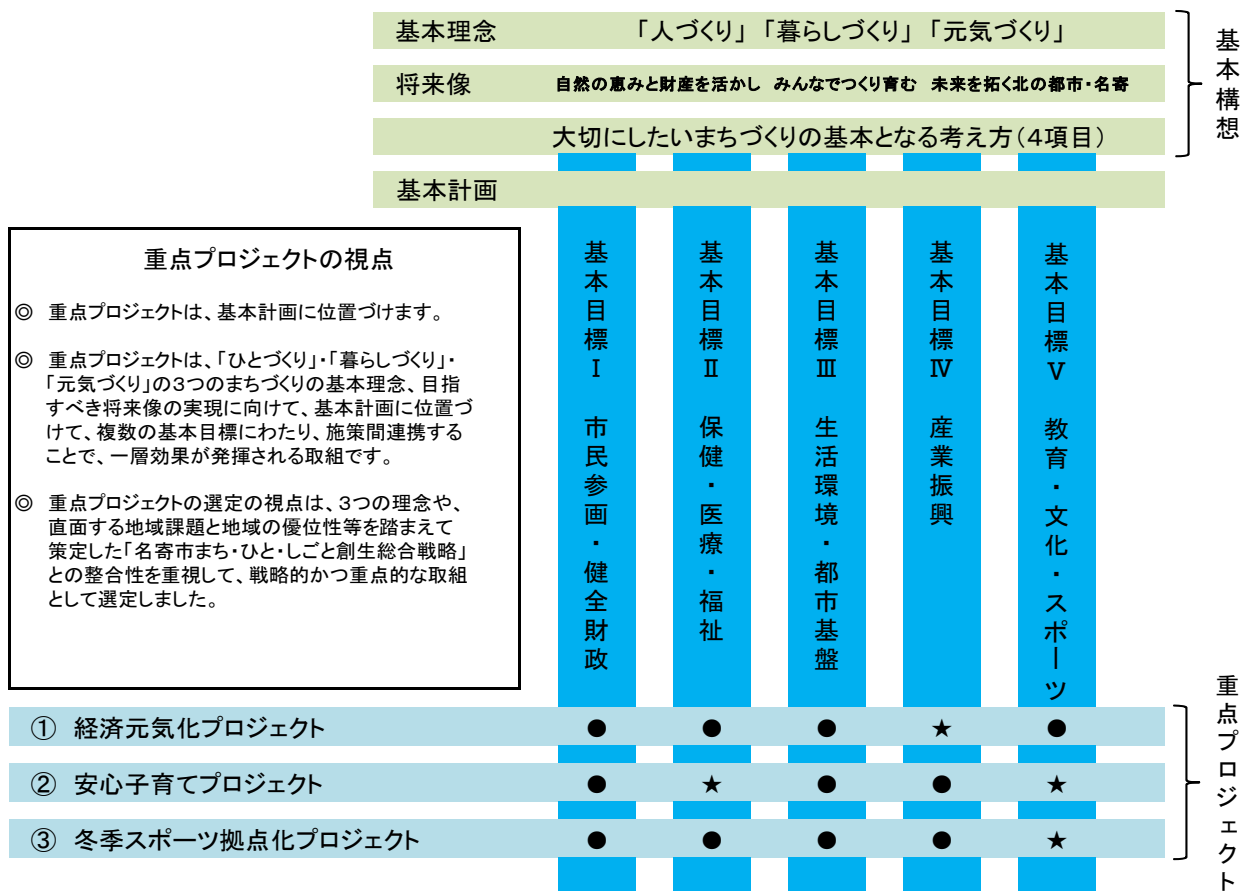 基本理念 「人づくり」「暮らしづくり」「元気づくり」
将来像 自然の恵みと財産を活かし みんなでつくり育む 未来を拓く北の都市・名寄
大切にしたいまちづくりの基本となる考え方(4項目)
基本構想
基本計画
重点プロジェクトの視点
◎ 重点プロジェクトは、基本計画に位置づけます。
◎ 重点プロジェクトは、「ひとづくり」・「暮らしづくり」・
「元気づくり」の3つのまちづくりの基本理念、目指
すべき将来像の実現に向けて、基本計画に位置づ
けて、複数の基本目標にわたり、施策間連携する
ことで、一層効果が発揮される取組です。
◎ 重点プロジェクトの選定の視点は、3つの理念や、
直面する地域課題と地域の優位性等を踏まえて
策定した「名寄市まち・ひと・しごと創生総合戦略」
との整合性を重視して、戦略的かつ重点的な取組
として選定しました。
基本目標Ⅰ 市民参画・健全財政
基本目標Ⅱ 保健・医療・福祉
基本目標Ⅲ 生活環境・都市基盤
基本目標Ⅳ 産業振興
基本目標Ⅴ 教育・文化・スポーツ
① 経済元気化プロジェクト ● ● ● ★ ●
② 安心子育てプロジェクト ● ★ ● ● ★
③ 冬季スポーツ拠点化プロジェクト ● ● ● ● ★
重点プロジェクト